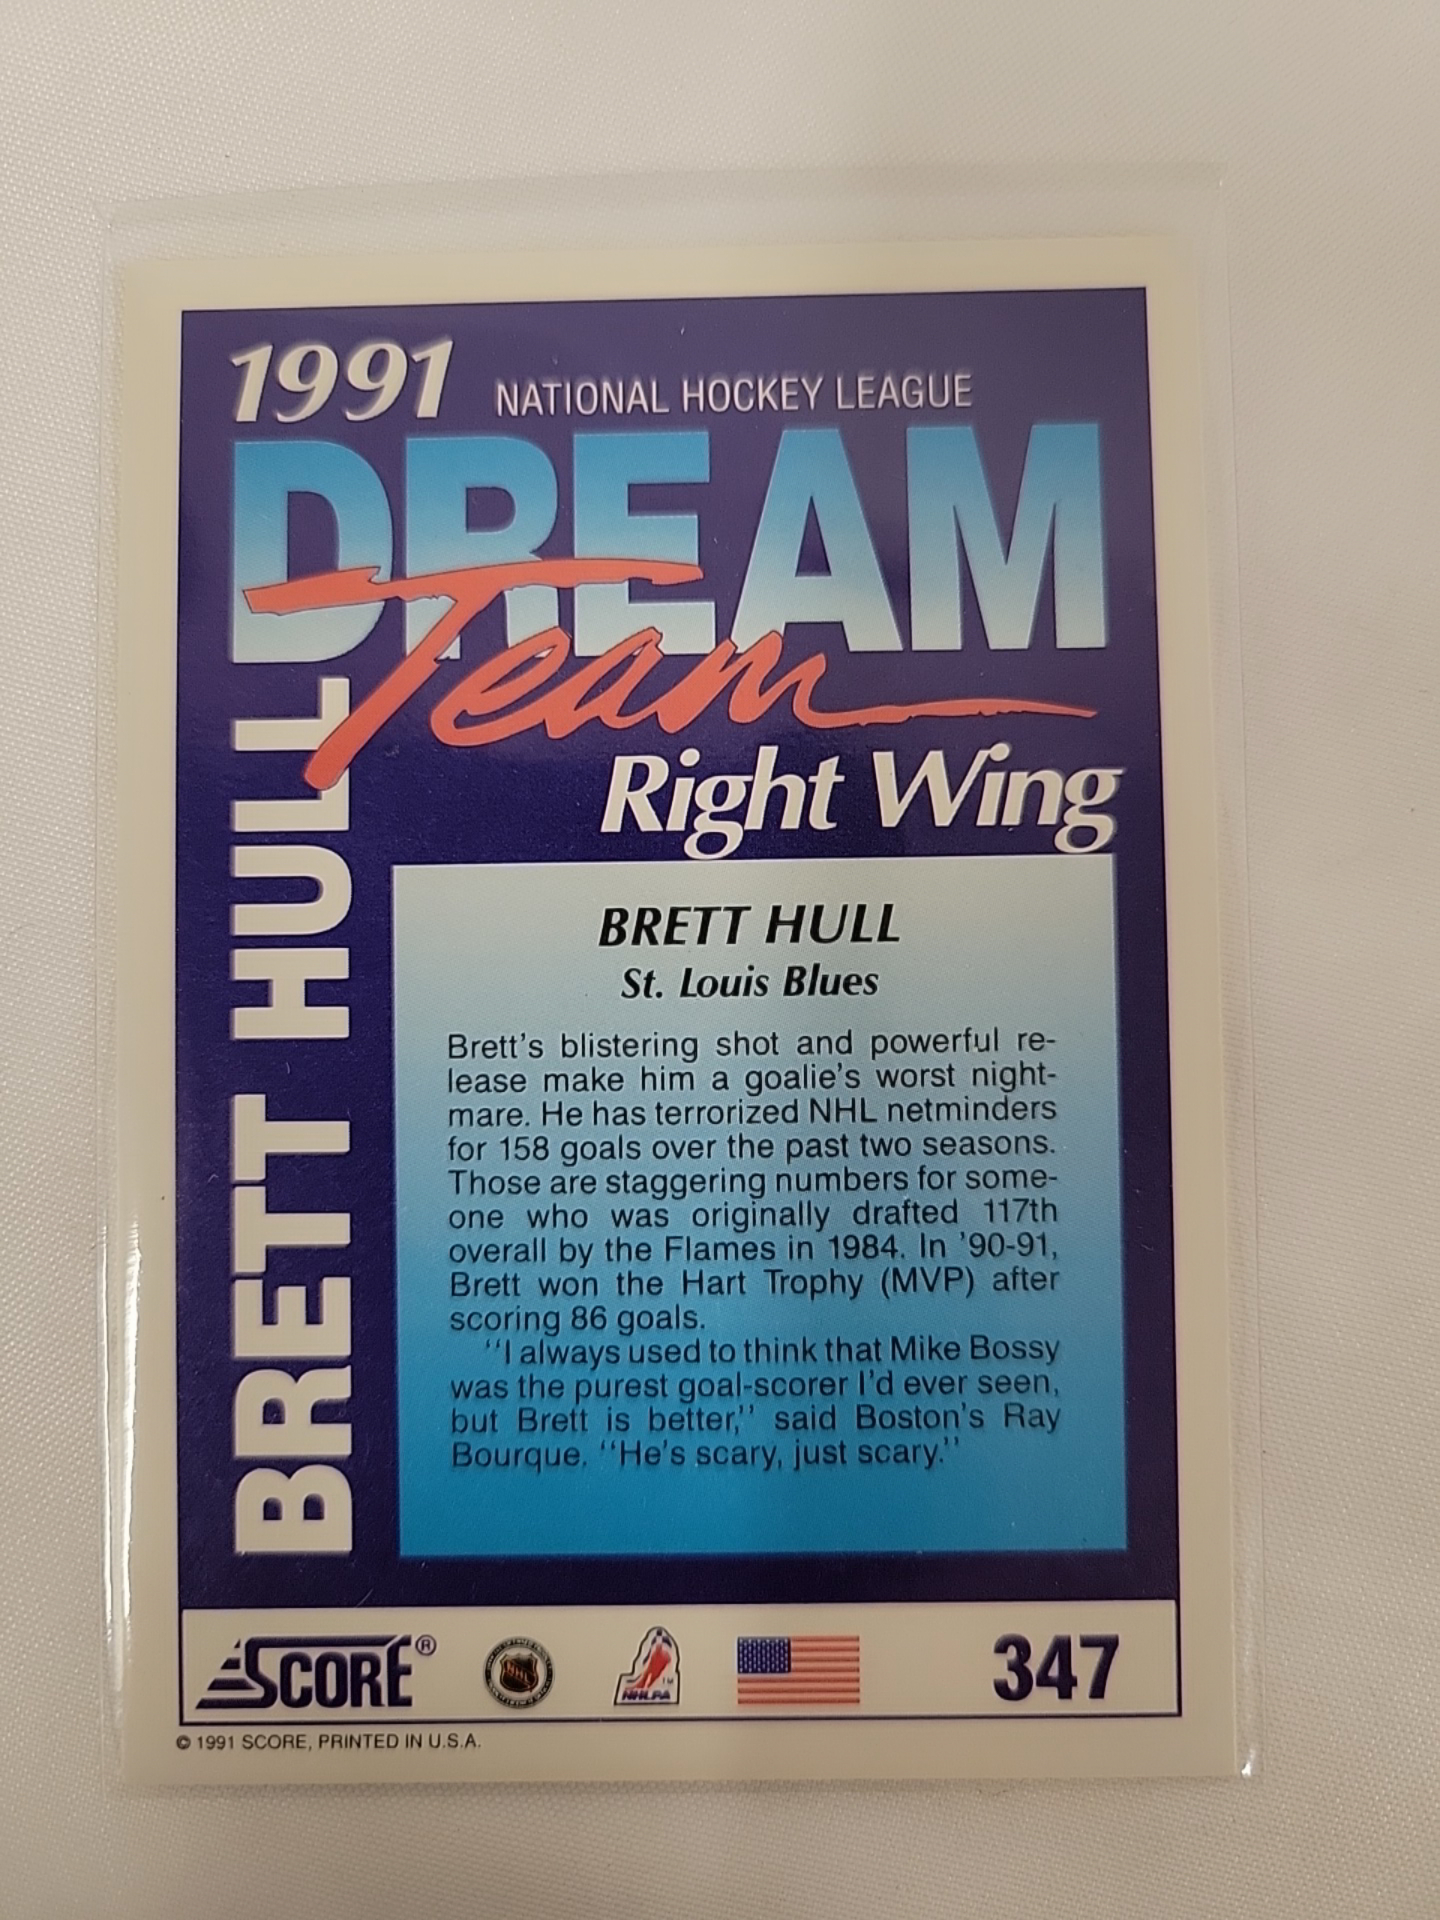 1991
NATIONAL HOCKEY LEAGUE
DREAM
Team
Right Wing
BRETT HULL
BRETT HULL
St. Louis Blues
Brett's blistering shot and powerful re-
lease make him a goalie's worst night-
mare. He has terrorized NHL netminders
for 158 goals over the past two seasons.
Those are staggering numbers for some-
one who was originally drafted 117th
overall by the Flames in 1984. In '90-91,
Brett won the Hart Trophy (MVP) after
scoring 86 goals.
"I always used to think that Mike Bossy
was the purest goal-scorer I'd ever seen,
but Brett is better," said Boston's Ray
Bourque. "He's scary, just scary."
SCORE®
NHL
NHLPA
TM
347
© 1991 SCORE, PRINTED IN U.S.A.